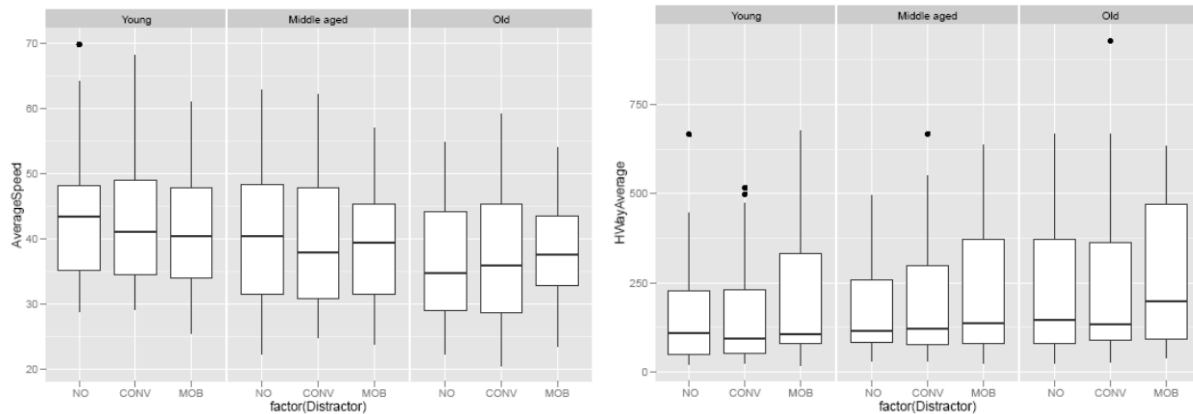 Young Middle aged Old
70
60
50
40
30
20
AverageSpeed
NO CONV MOB NO CONV MOB NO CONV MOB
factor(Distractor)
Young Middle aged Old
750
500
250
0
HWayAverage
NO CONV MOB NO CONV MOB NO CONV MOB
factor(Distractor)